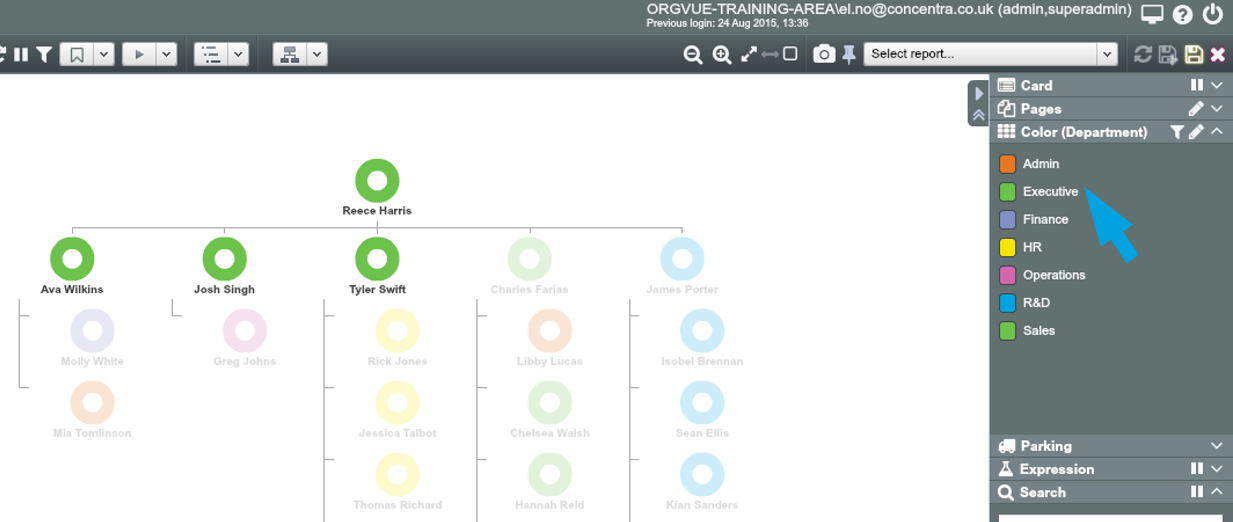 ORGVUE-TRAINING-AREA\el.no@concentra.co.uk (admin,superadmin)
Previous login: 24 Aug 2015, 13:36
Select report...
Card
Pages
Color (Department)
Admin
Executive
Finance
HR
Operations
R&D
Sales
Parking
Expression
Search
Reece Harris
Ava Wilkins
Josh Singh
Tyler Swift
Charles Farias
James Porter
Molly White
Greg Johns
Rick Jones
Libby Lucas
Isobel Brennan
Mia Tomlinson
Jessica Talbot
Chelsea Walsh
Sean Ellis
Thomas Richard
Hannah Reid
Kian Sanders